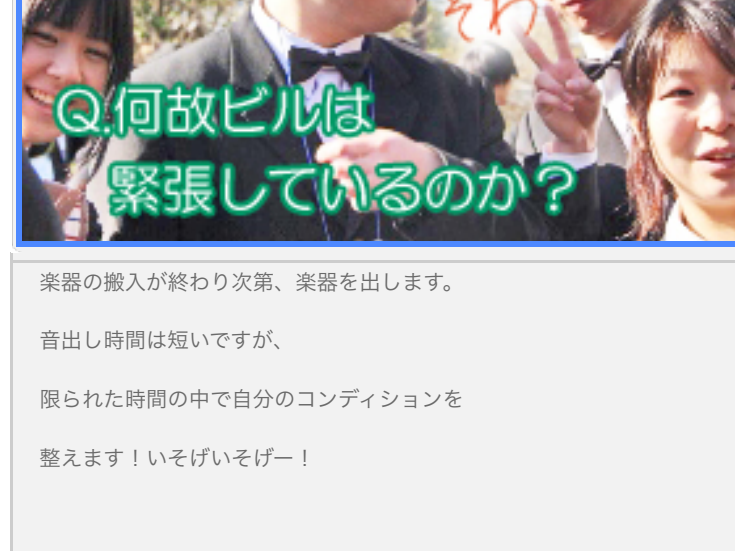 そわ
Q.何故ビルは
緊張しているのか？
楽器の搬入が終わり次第、楽器を出します。
音出し時間は短いですが、
限られた時間の中で自分のコンディションを
整えます！いそげいそげー！